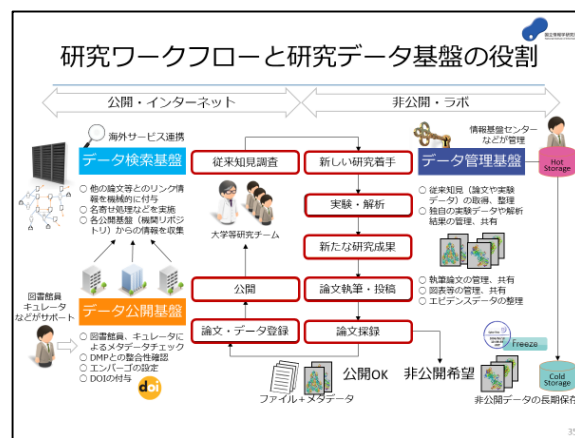 国立情報学研究所
研究ワークフローと研究データ基盤の役割
公開・インターネット
非公開・ラボ
海外サービス連携
データ検索基盤
○ 他の論文等とのリンク情
報を機械的に付与
○ 名寄せ処理などを実施
○ 各公開基盤（機関リポジ
トリ）からの情報を収集
図書館員
キュレータ
などがサポート
データ公開基盤
○ 図書館員、キュレータに
よるメタデータチェック
○ DMPとの整合性確認
○ エンバーゴの設定
○ DOIの付与
doi
従来知見調査
大学等研究チーム
公開
論文・データ登録
新しい研究着手
実験・解析
新たな研究成果
論文執筆・投稿
論文採録
ファイル＋メタデータ
公開OK
非公開希望
情報基盤センター
などが管理
データ管理基盤
Hot
Storage
○ 従来知見（論文や実験
データ）の取得、整理
○ 独自の実験データや解析
結果の管理、共有
○ 執筆論文の管理、共有
○ 図表等の管理、共有
○ エビデンスデータの整理
Freeze
Cold
Storage
非公開データの長期保存
35